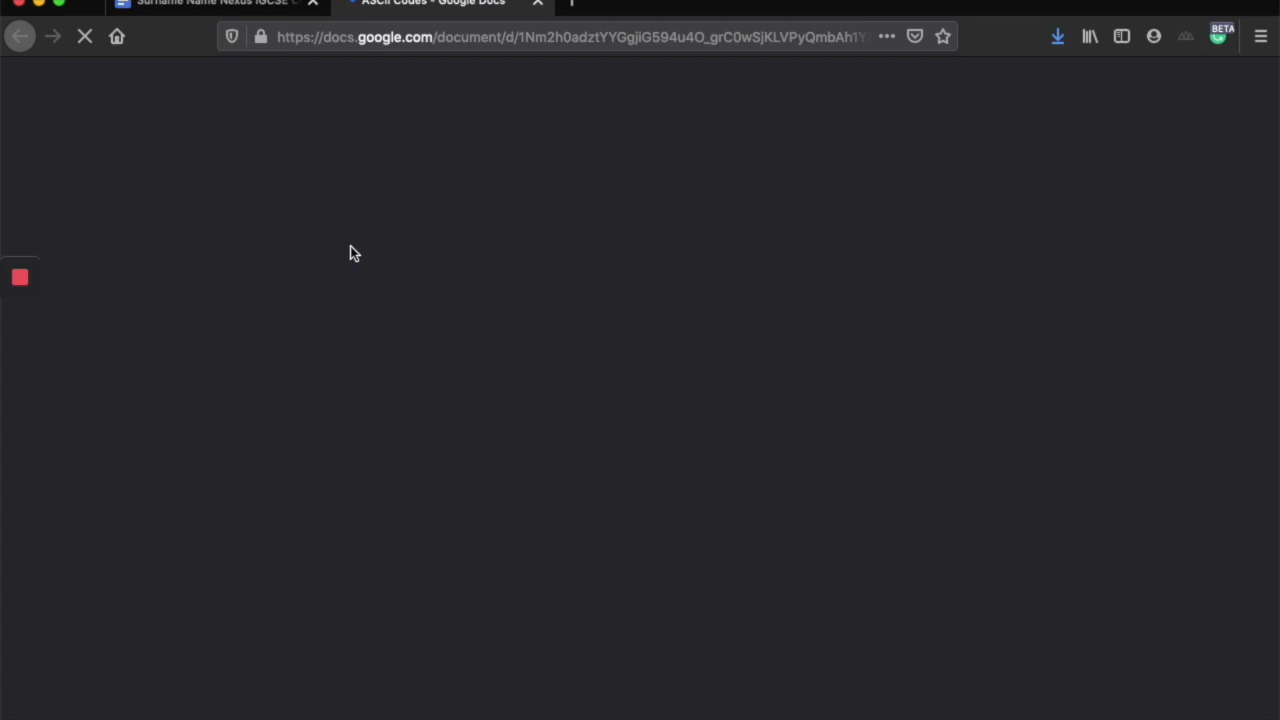 Surname Name Nexus IGCSE
ASCII Codes - Google Docs
https://docs.google.com/document/d/1Nm2h0adztYYGgjiG594u4O_grC0wSjKLVPyQmbAh1Y
BETA